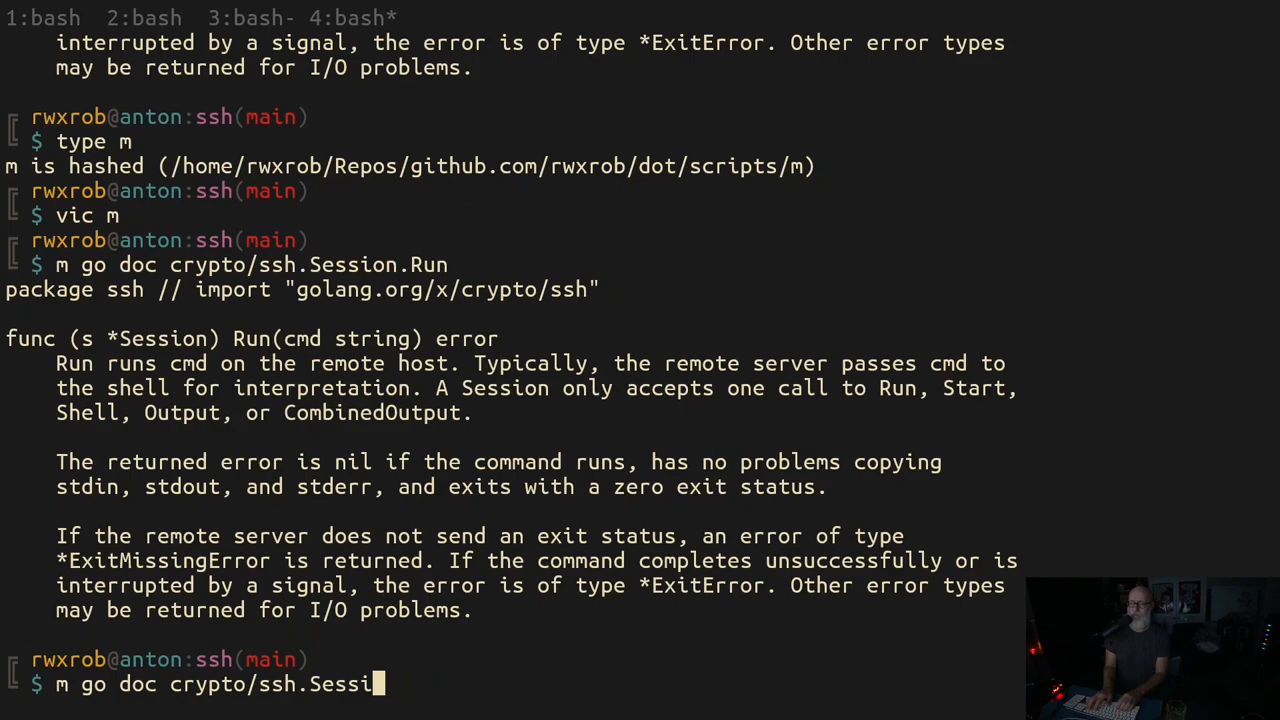 1:bash  2:bash  3:bash- 4:bash*
    interrupted by a signal, the error is of type *ExitError. Other error types
    may be returned for I/O problems.
rwxrob@anton:ssh(main)
$ type m
m is hashed (/home/rwxrob/Repos/github.com/rwxrob/dot/scripts/m)
rwxrob@anton:ssh(main)
$ vic m
rwxrob@anton:ssh(main)
$ m go doc crypto/ssh.Session.Run
package ssh // import "golang.org/x/crypto/ssh"
func (s *Session) Run(cmd string) error
    Run runs cmd on the remote host. Typically, the remote server passes cmd to
    the shell for interpretation. A Session only accepts one call to Run, Start,
    Shell, Output, or CombinedOutput.
    The returned error is nil if the command runs, has no problems copying
    stdin, stdout, and stderr, and exits with a zero exit status.
    If the remote server does not send an exit status, an error of type
    *ExitMissingError is returned. If the command completes unsuccessfully or is
    interrupted by a signal, the error is of type *ExitError. Other error types
    may be returned for I/O problems.
rwxrob@anton:ssh(main)
$ m go doc crypto/ssh.Sessi